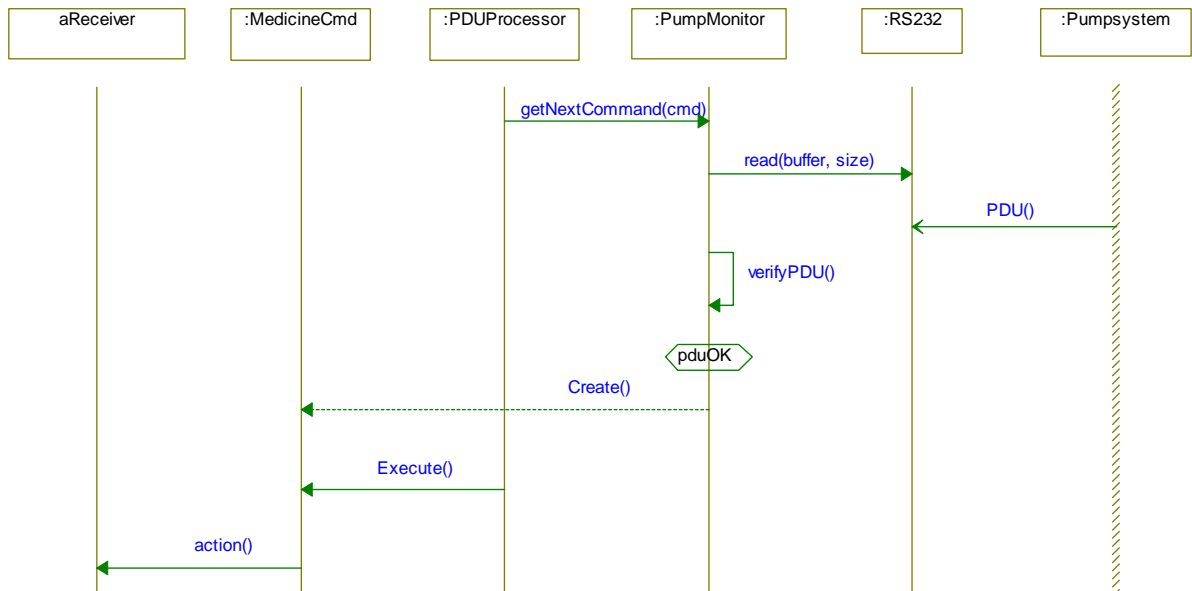 aReceiver
:MedicineCmd
:PDUProcessor
:PumpMonitor
:RS232
:Pumpsystem
getNextCommand(cmd)
read(buffer, size)
PDU()
verifyPDU()
pduOK
Create()
Execute()
action()